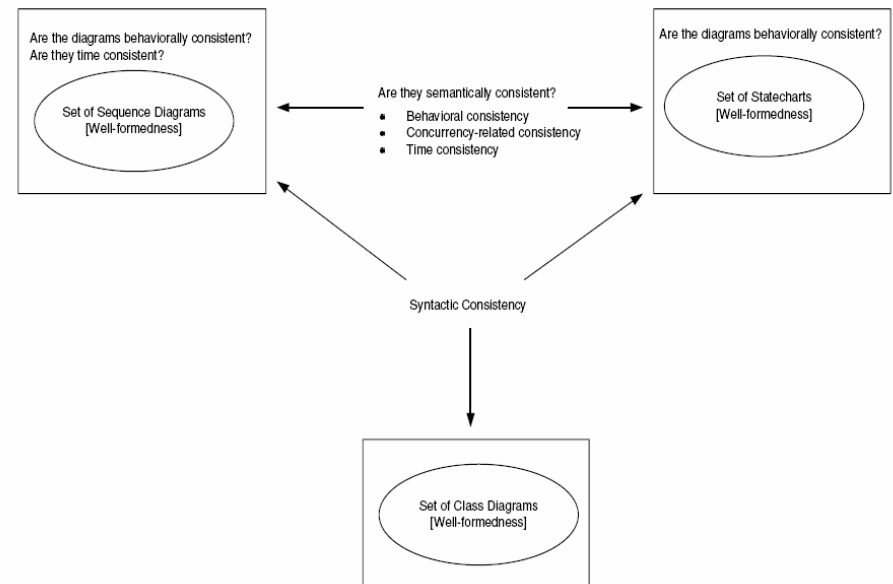 Are the diagrams behaviorally consistent?
Are they time consistent?
Set of Sequence Diagrams
[Well-formedness]
Are they semantically consistent?
• Behavioral consistency
• Concurrency-related consistency
• Time consistency
Are the diagrams behaviorally consistent?
Set of Statecharts
[Well-formedness]
Syntactic Consistency
Set of Class Diagrams
[Well-formedness]